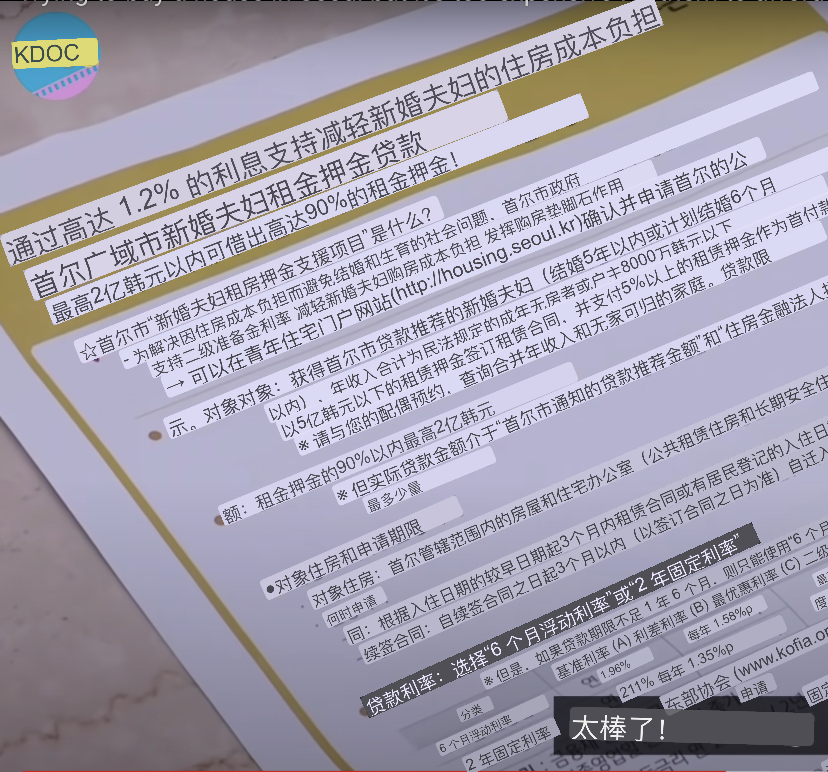 KDOC
通过高达 1.2% 的利息支持减轻新婚夫妇的住房成本负担
首尔广域市新婚夫妇租金押金贷款
最高2亿韩元以内可借出高达90%的租金押金!
☆首尔市“新婚夫妇租房押金支援项目”是什么?
- 为解决因住房成本负担而避免结婚和生育的社会问题，首尔市政府
支持二级准备金利率 减轻新婚夫妇购房成本负担 发挥购房垫脚石作用
→ 可以在青年住宅门户网站(http://housing.seoul.kr)确认并申请首尔的公
示。对象对象：获得首尔市贷款推荐的新婚夫妇（结婚5年以内或计划结婚6个月
以内）， 年收入合计为民法规定的成年无房者或户主8000万韩元以下
以5亿韩元以下的租赁押金签订租赁合同，并支付5%以上的租赁押金作为首付款
※ 请与您的配偶预约，查询合并年收入和无家可归的家庭。贷款限
额：租金押金的90%以内最高2亿韩元
※ 但实际贷款金额介于“首尔市通知的贷款推荐金额”和“住房金融法人
最多少量
●对象住房和申请期限
对象住房：首尔管辖范围内的房屋和住宅办公室（公共租赁住房和长期安全住
何时申请
同：根据入住日期的较早日期起3个月内租赁合同或有居民登记的入住日
续签合同：自续签合同之日起3个月以内（以签订合同之日为准）自迁入
贷款利率：选择“6 个月浮动利率”或“2 年固定利率”
※ 但是，如果贷款期限不足 1 年 6 个月，则只能使用“6 个月
分类
基准利率 (A) 利差利率 (B) 最优惠利率 (C) 二级
6 个月浮动利率
1.96%
每年 1.58%p
2 年固定利率
211% 每年 1.35%p
东部协会 (www.kofia.or
申请
太棒了!